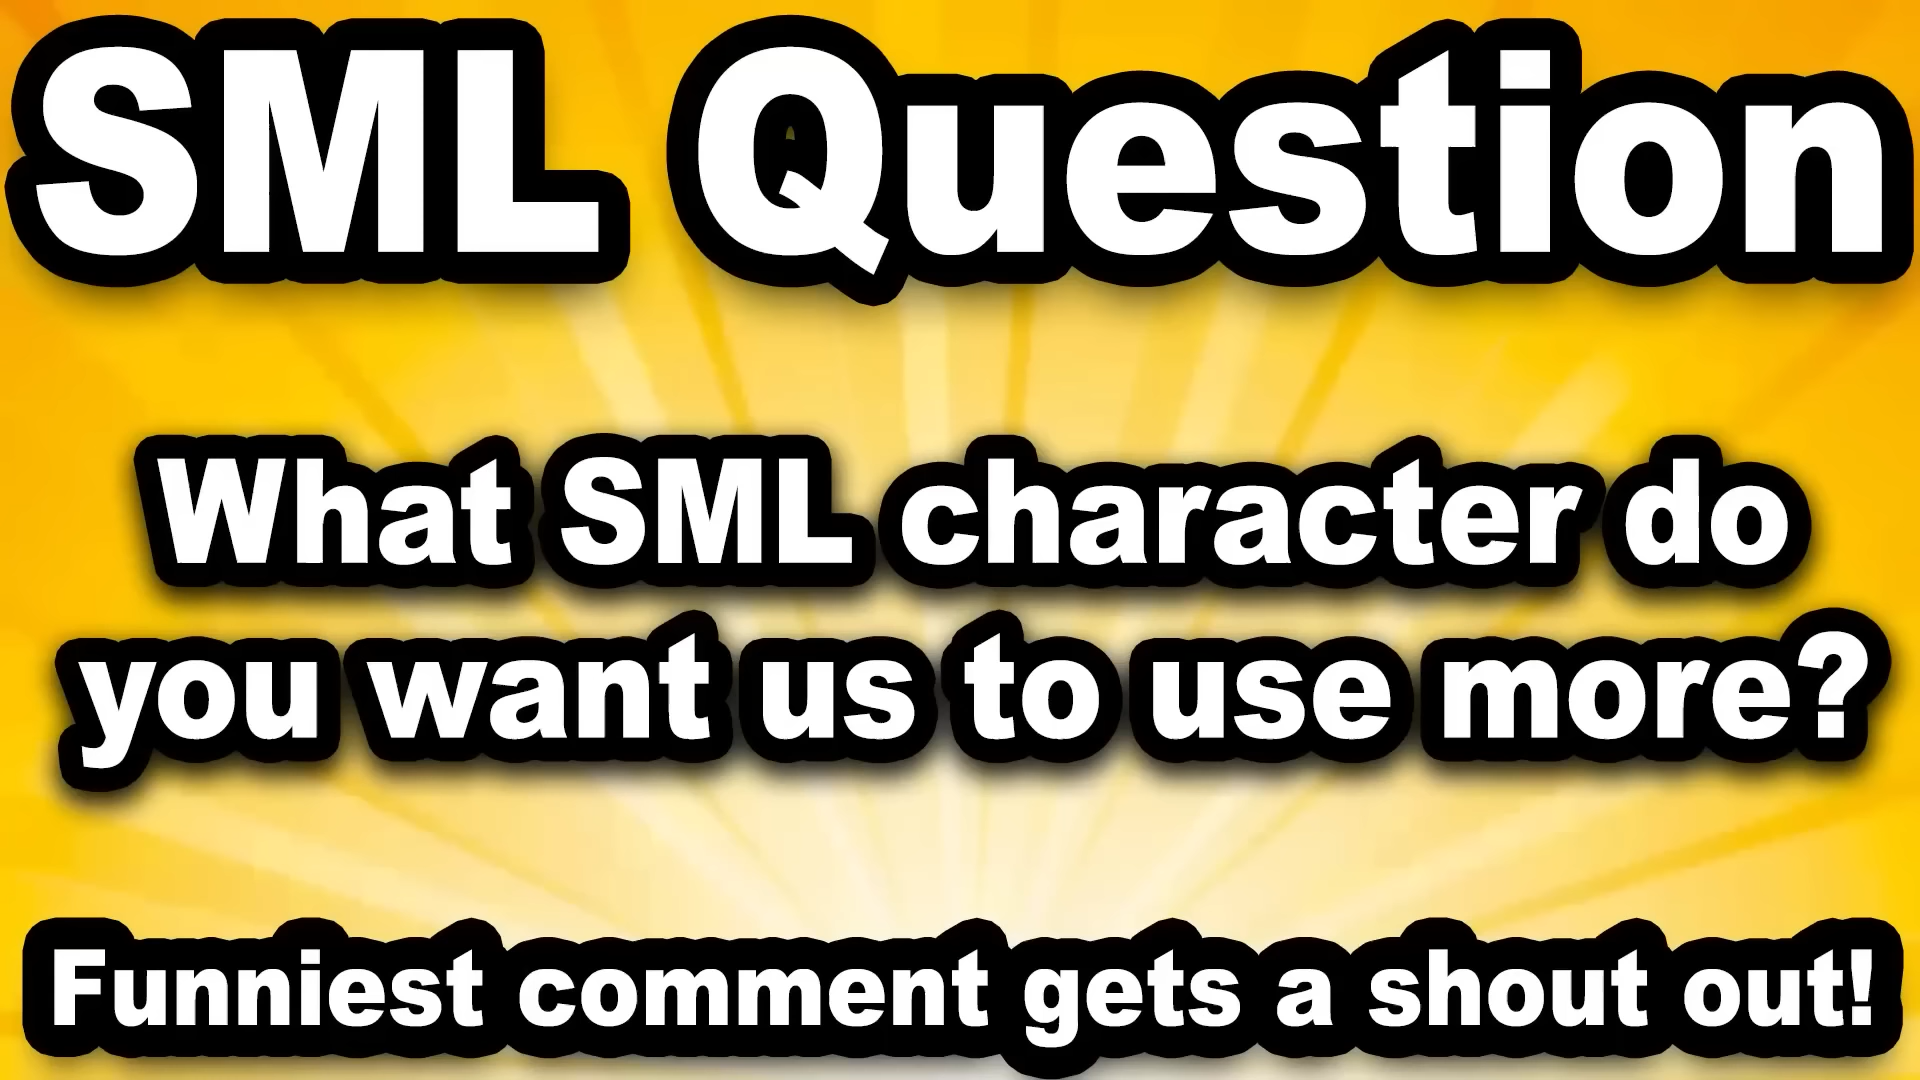 SML Question
What SML character do
you want us to use more?
Funniest comment gets a shout out!